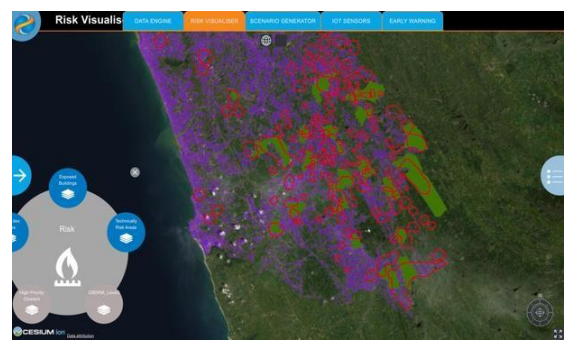 Risk Visualis
DATA ENGINE
RISK VISUALISER
SCENARIO GENERATOR
IOT SENSORS
EARLY WARNING
Exposed
Buildings
Technically
Risk Areas
Risk
High Priority
CESIUM ion
Data attribution